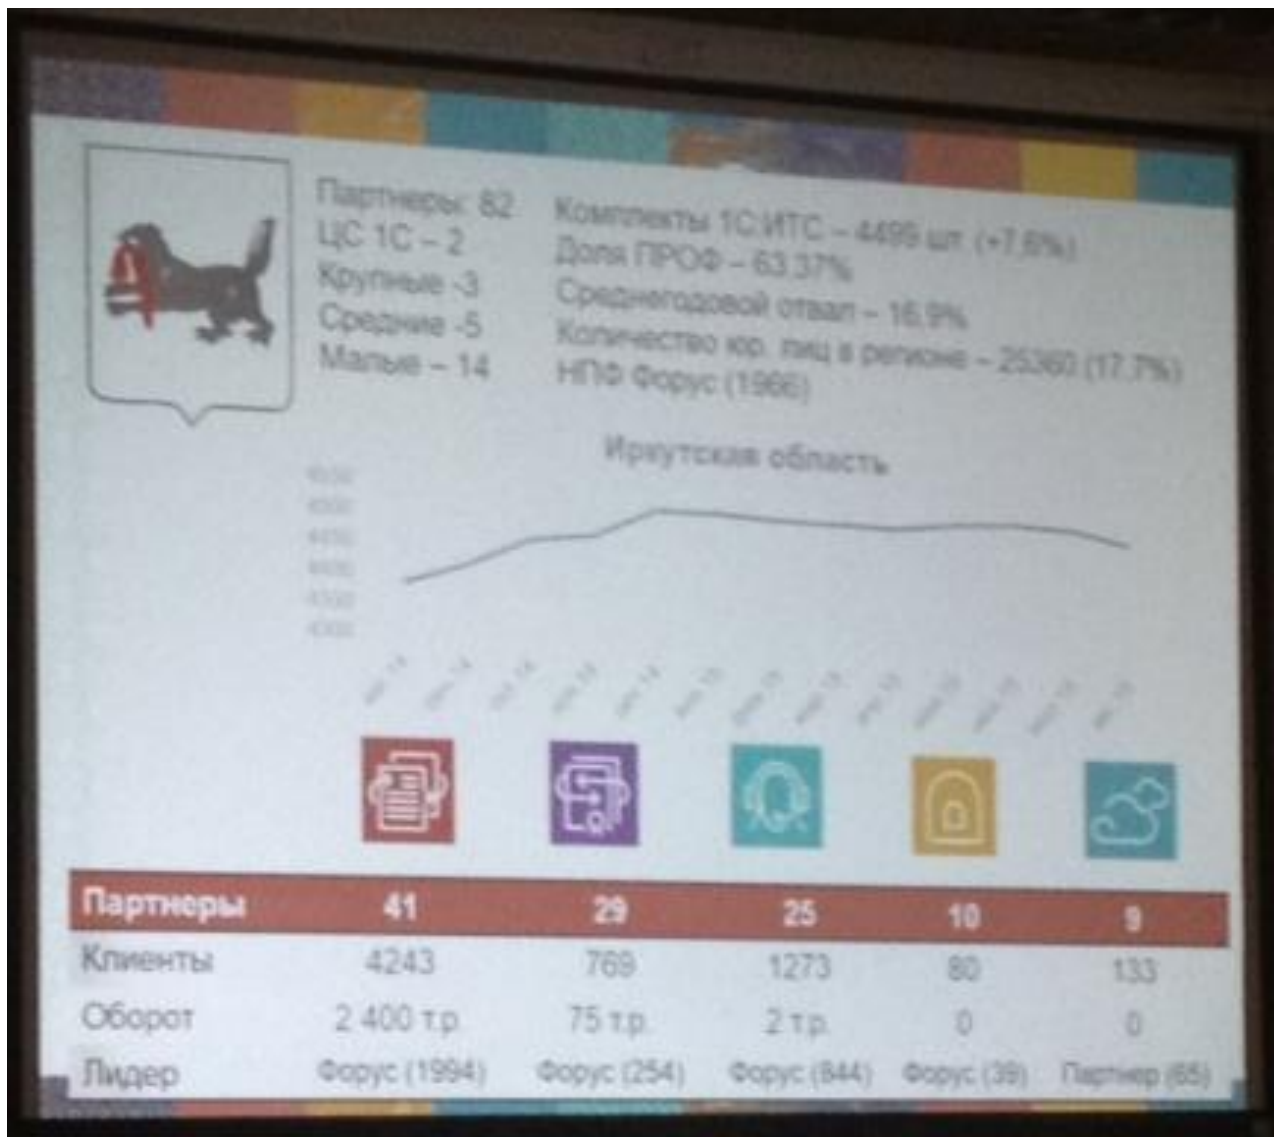 Партнеры: 82
ЦС 1С – 2
Крупные -3
Средние -5
Малые – 14
Комплекты 1С:ИТС – 4499 шт. (+7,6%)
Доля ПРОФ – 63.37%
Среднегодовой отвал – 16,9%
Количество юр. лиц в регионе – 25360 (17.7%)
НПФ Форус (1966)
Иркутская область
Партнеры 41 29 25 10 9
Клиенты 4243 769 1273 80 133
Оборот 2 400 т.р. 75 т.р. 2 т.р. 0 0
Лидер Форус (1994) Форус (254) Форус (844) Форус (39) Партнер (65)